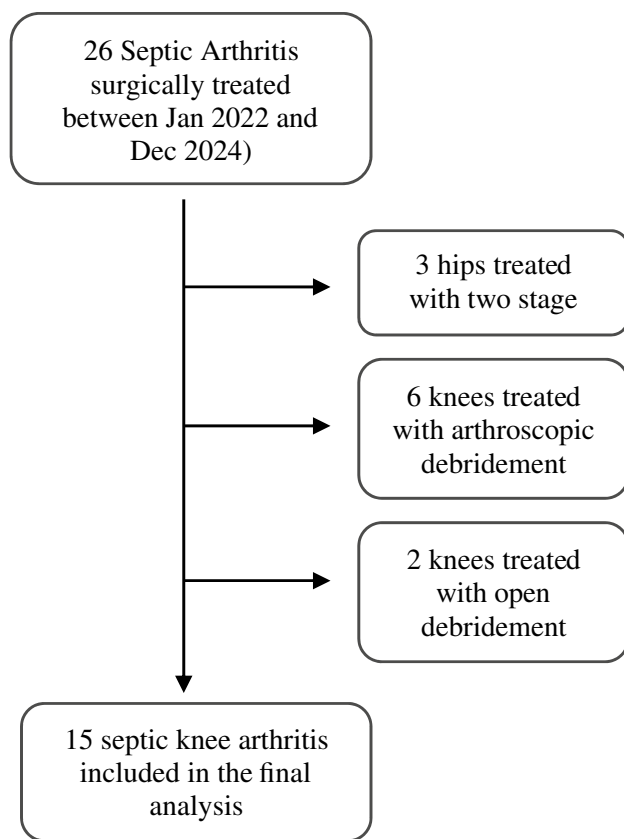 26 Septic Arthritis
surgically treated
between Jan 2022 and
Dec 2024)
3 hips treated
with two stage
6 knees treated
with arthroscopic
debridement
2 knees treated
with open
debridement
15 septic knee arthritis
included in the final
analysis